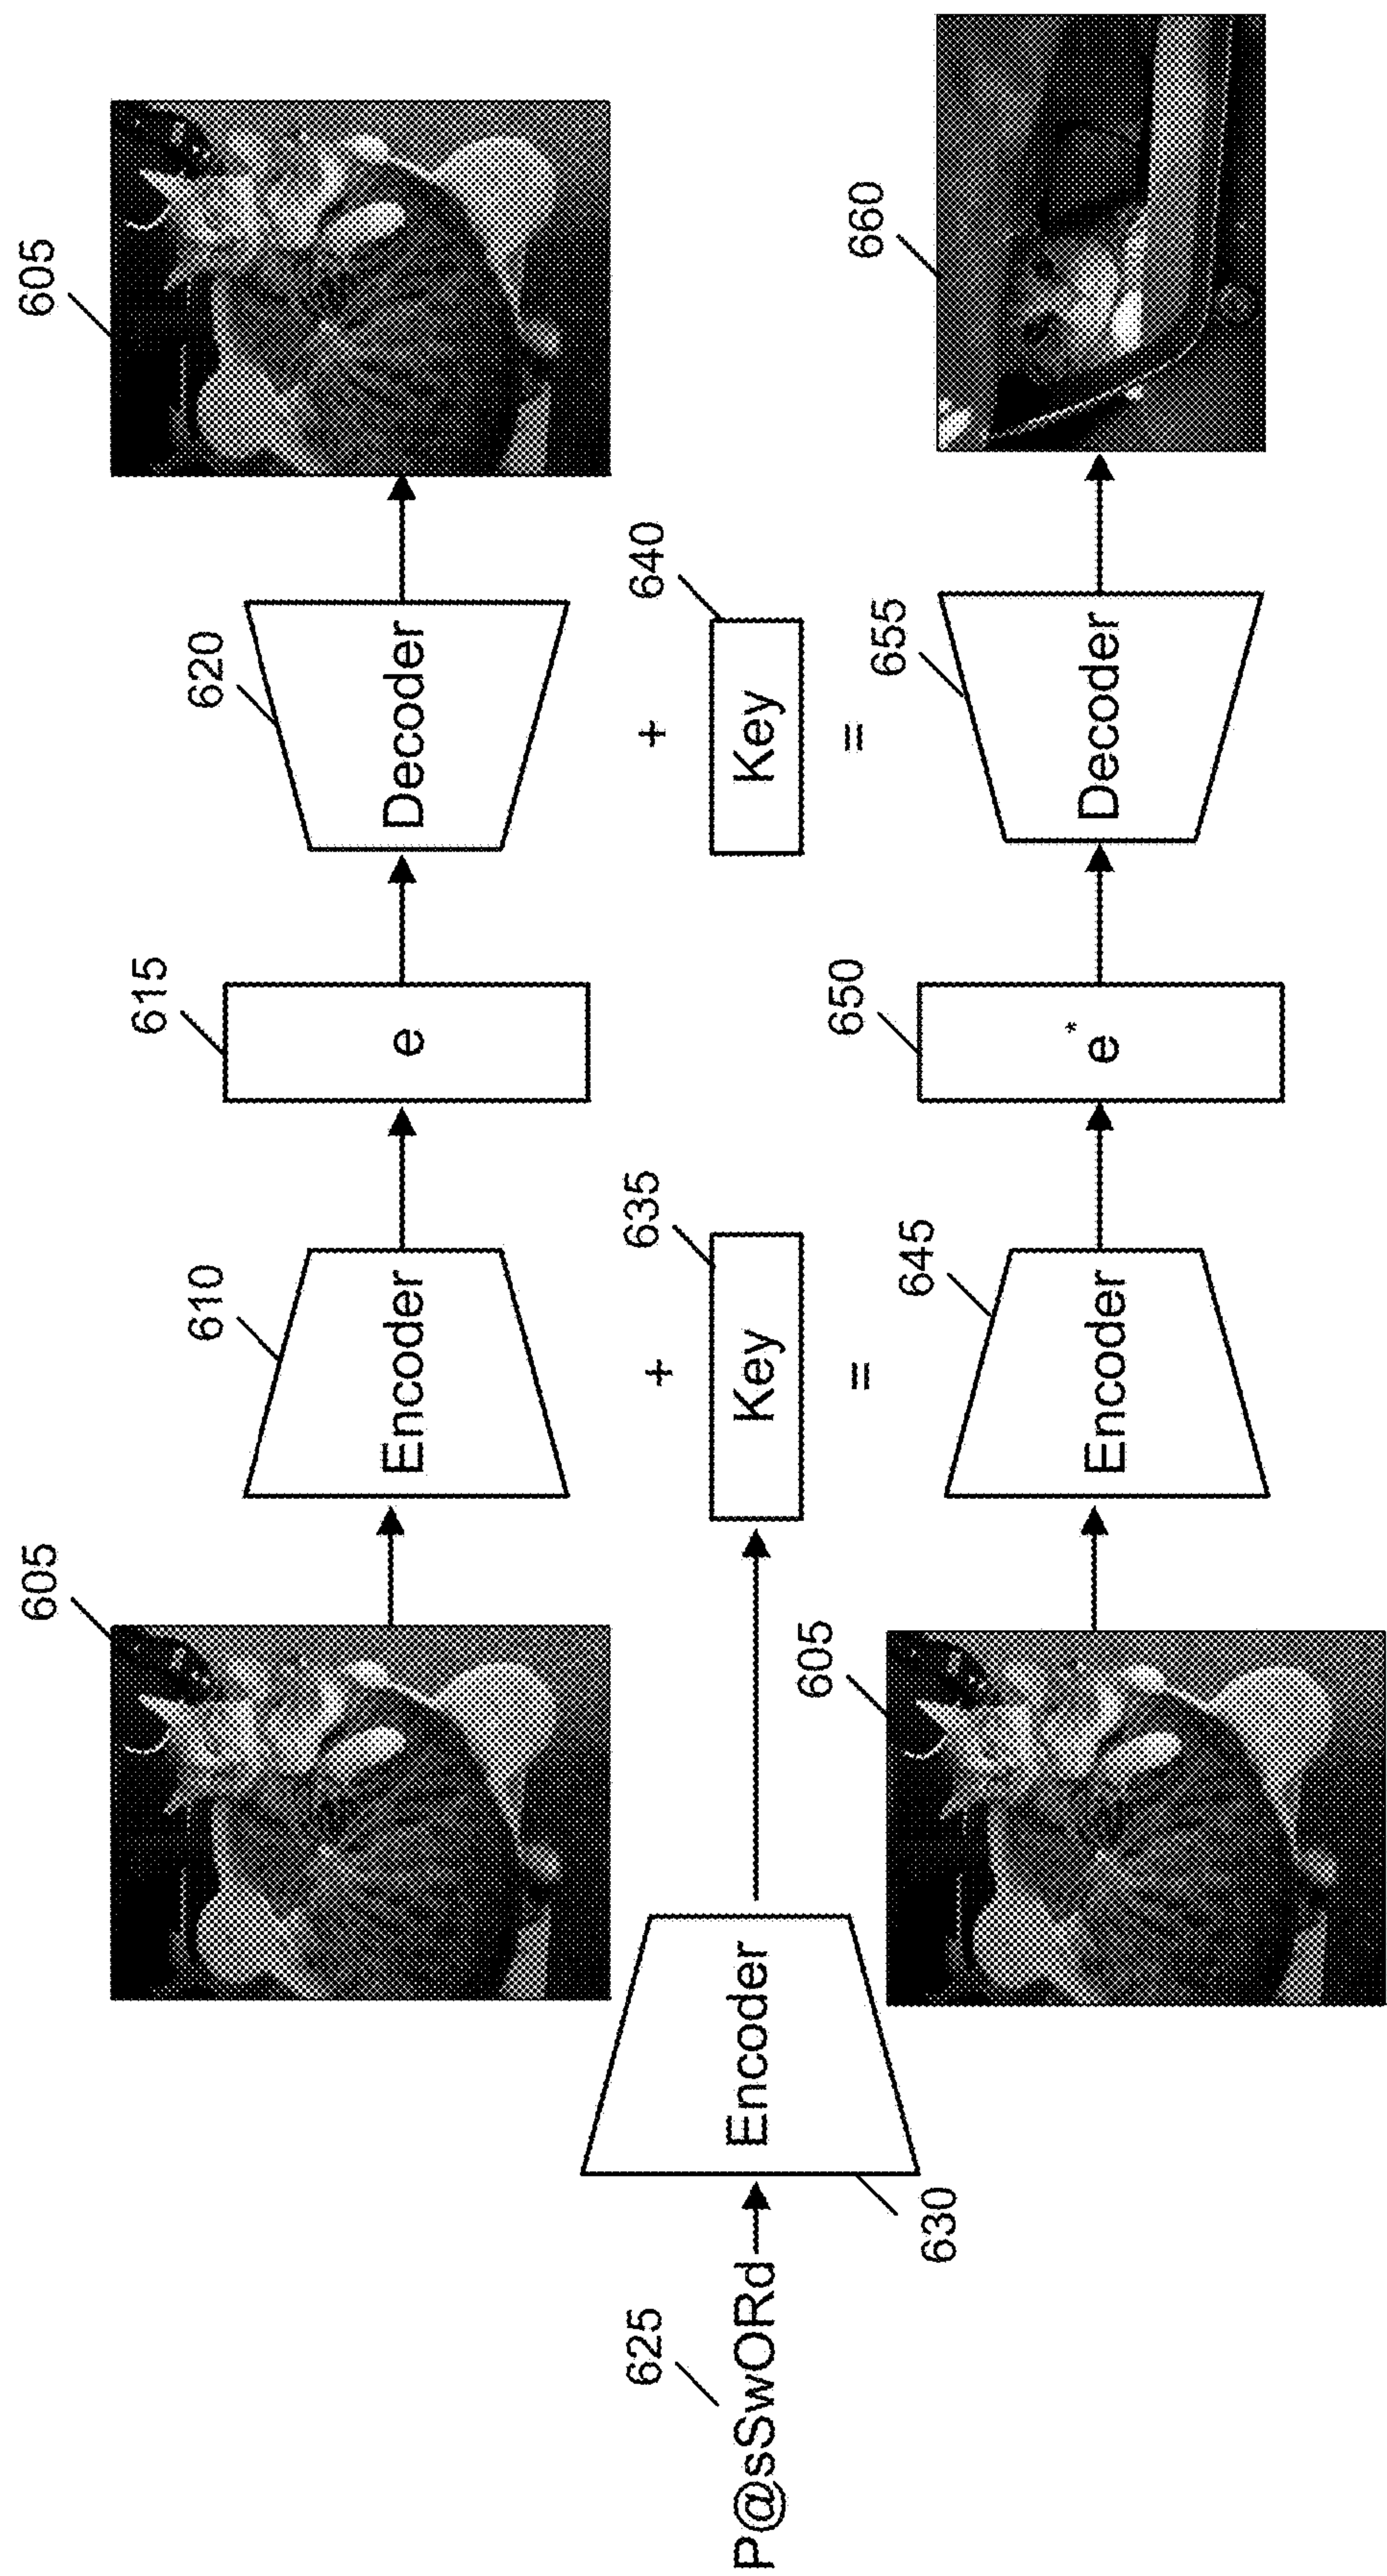 605
605
610
615
620
Encoder
e
Decoder
625
635
640
+
+
P@sSwORd
Encoder
Key
Key
630
605
=
=
645
650
655
660
Encoder
e*
Decoder